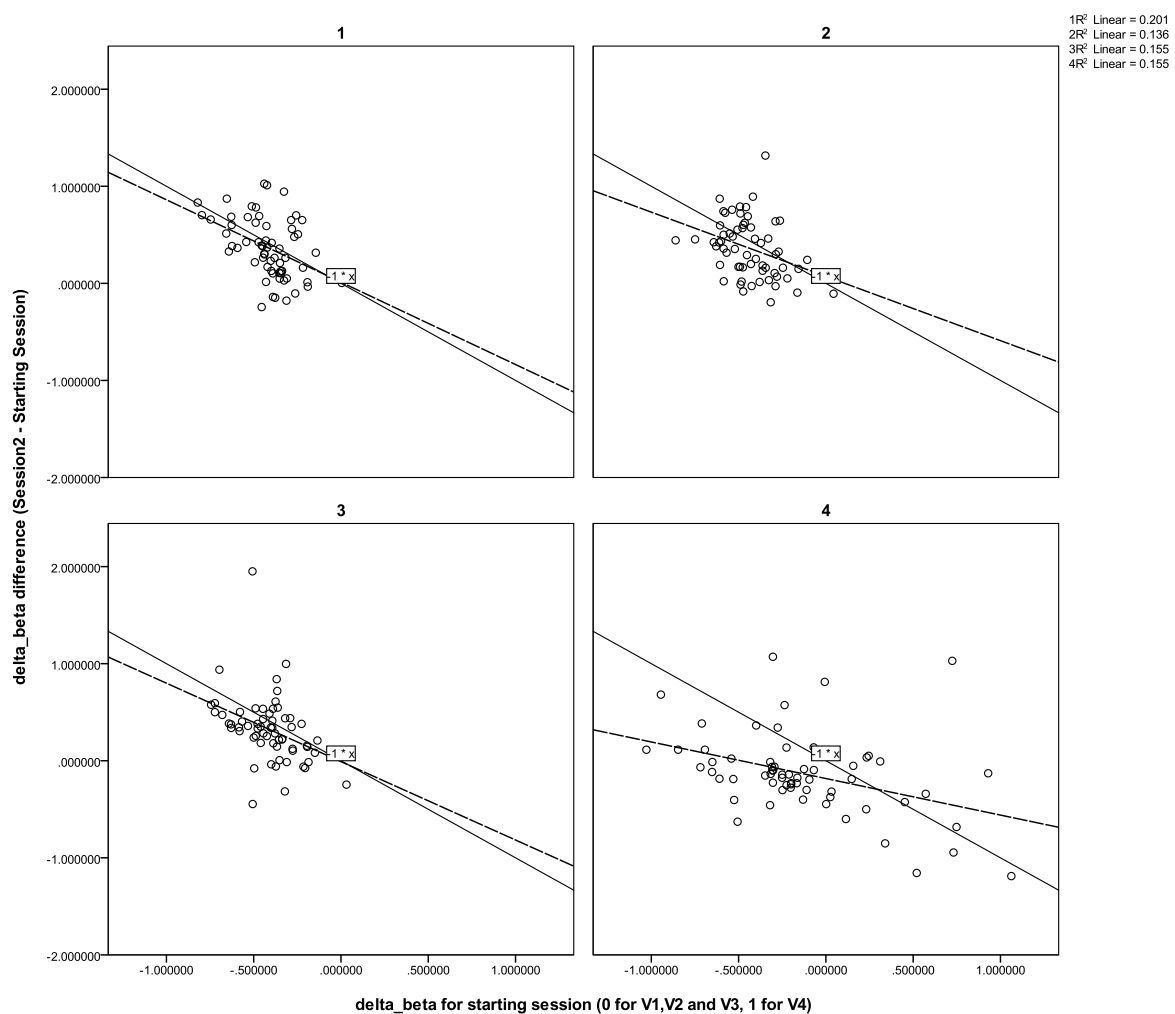 1R² Linear = 0.201
2R² Linear = 0.136
3R² Linear = 0.155
4R² Linear = 0.155
1
2
2.000000
1.000000
.000000
-1.000000
-2.000000
-1 * x
-1 * x
3
4
2.000000
1.000000
.000000
-1.000000
-2.000000
-1 * x
-1 * x
-1.000000 -.500000 .000000 .500000 1.000000
-1.000000 -.500000 .000000 .500000 1.000000
delta_beta difference (Session2 - Starting Session)
delta_beta for starting session (0 for V1,V2 and V3, 1 for V4)